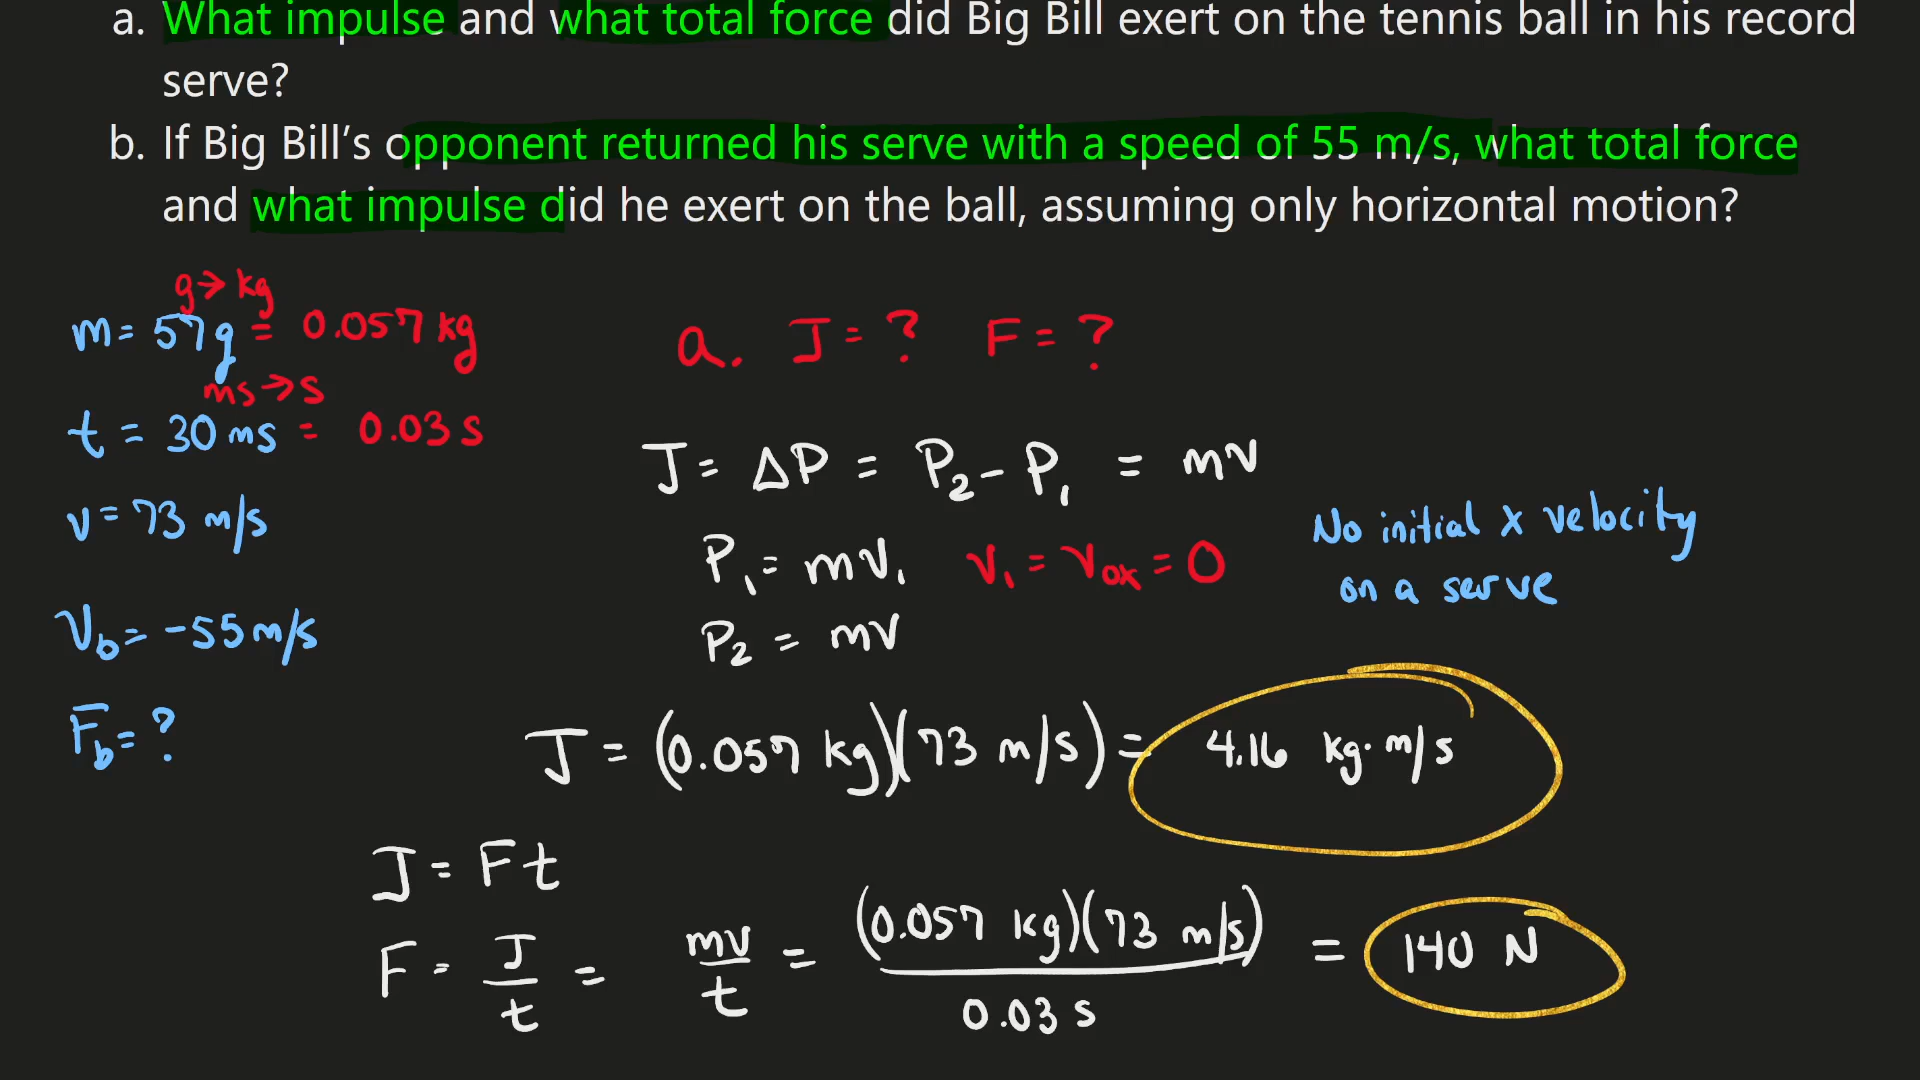 a. What impulse and what total force did Big Bill exert on the tennis ball in his record
serve?
b. If Big Bill’s opponent returned his serve with a speed of 55 m/s, what total force
and what impulse did he exert on the ball, assuming only horizontal motion?
g → kg
m = 57g = 0.057 kg
ms → s
t = 30 ms = 0.03 s
v = 73 m/s
V_b = -55 m/s
F̅_b = ?
a. J = ? F = ?
J = ΔP = P₂ - P₁ = mv
P₁ = mv₁ v₁ = v₀ₓ = 0
No initial x velocity
on a serve
P₂ = mv
J = (0.057 kg)(73 m/s) = 4.16 kg·m/s
J = Ft
F = J/t = mv/t = (0.057 kg)(73 m/s)/0.03 s = 140 N